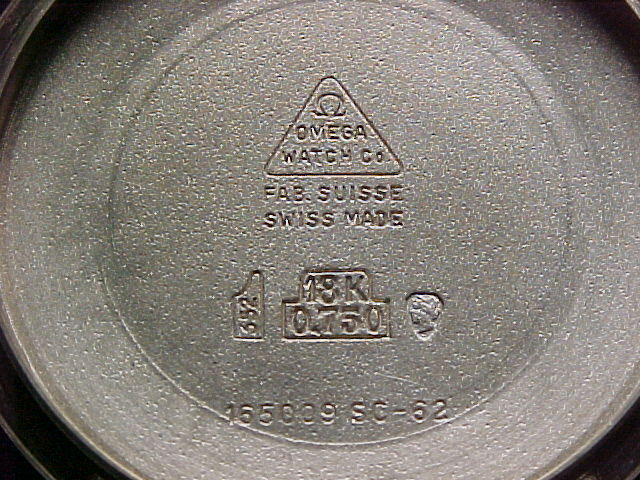 Ω
OMEGA
WATCH Co
FAB. SUISSE
SWISS MADE
18K
0.750
165009 SC-62